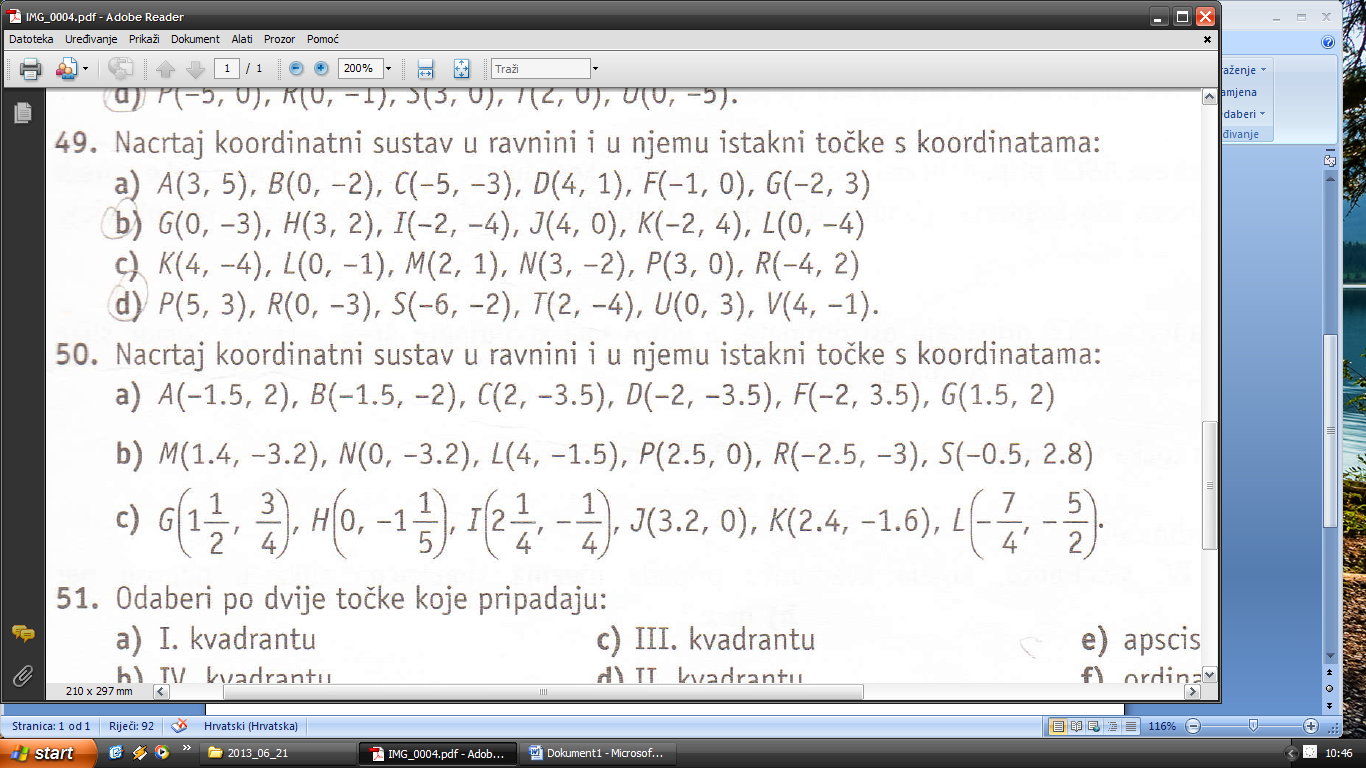 IMG_0004.pdf - Adobe Reader
Datoteka Uređivanje Prikaži Dokument Alati Prozor Pomoć
1 / 1 200% Traži
d) P(−5, 0), R(0, −1), S(3, 0), T(2, 0), U(0, −5).
49. Nacrtaj koordinatni sustav u ravnini i u njemu istakni točke s koordinatama:
a) A(3, 5), B(0, −2), C(−5, −3), D(4, 1), F(−1, 0), G(−2, 3)
b) G(0, −3), H(3, 2), I(−2, −4), J(4, 0), K(−2, 4), L(0, −4)
c) K(4, −4), L(0, −1), M(2, 1), N(3, −2), P(3, 0), R(−4, 2)
d) P(5, 3), R(0, −3), S(−6, −2), T(2, −4), U(0, 3), V(4, −1).
50. Nacrtaj koordinatni sustav u ravnini i u njemu istakni točke s koordinatama:
a) A(−1.5, 2), B(−1.5, −2), C(2, −3.5), D(−2, −3.5), F(−2, 3.5), G(1.5, 2)
b) M(1.4, −3.2), N(0, −3.2), L(4, −1.5), P(2.5, 0), R(−2.5, −3), S(−0.5, 2.8)
c) G(1 1/2, 3/4), H(0, −1 1/5), I(2 1/4, −1/4), J(3.2, 0), K(2.4, −1.6), L(−7/4, −5/2).
51. Odaberi po dvije točke koje pripadaju:
a) I. kvadrantu c) III. kvadrantu e) apscis
b) IV. kvadrantu d) II. kvadrantu f) ordina
210 x 297 mm
raženje
mjena
daberi
đivanje
Stranica: 1 od 1 Riječi: 92 Hrvatski (Hrvatska) 116%
start 2013_06_21 IMG_0004.pdf - Adob... Dokument1 - Microsof... 10:46